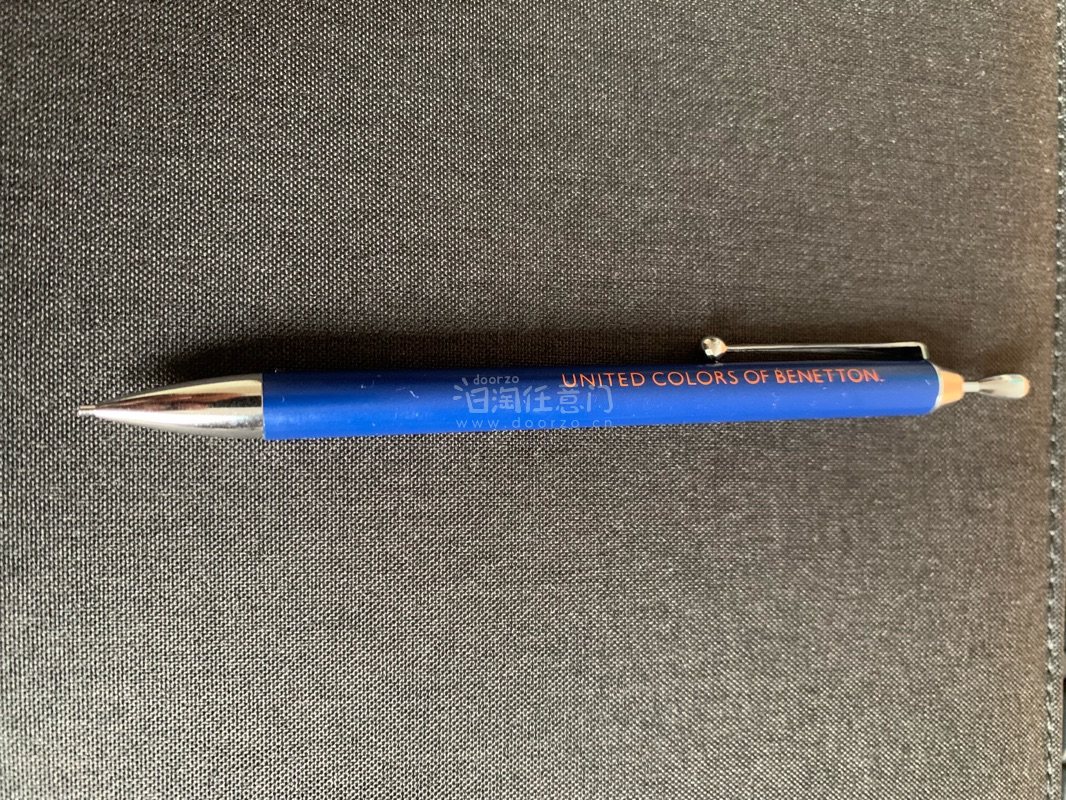 UNITED COLORS OF BENETTON.
doorzo
日淘任意门
www.doorzo.cn